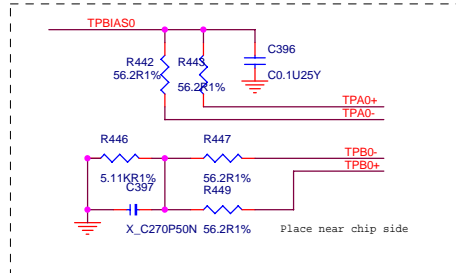 TPBIAS0
C396
R442
R443
56.2R1%
56.2R1%
C0.1U25Y
TPA0+
TPA0-
R446
R447
TPB0-
5.11KR1%
56.2R1%
TPB0+
C397
R449
X_C270P50N
56.2R1%
Place near chip side